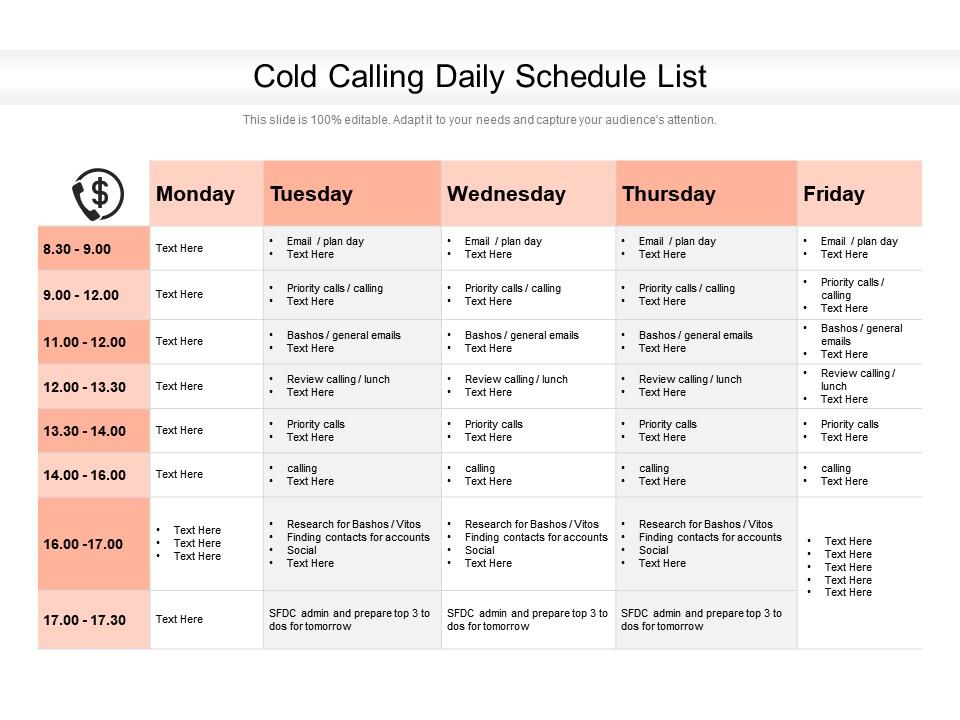 Cold Calling Daily Schedule List
This slide is 100% editable. Adapt it to your needs and capture your audience's attention.
$
Monday
Tuesday
Wednesday
Thursday
Friday
8.30 - 9.00
Text Here
• Email / plan day
• Text Here
• Email / plan day
• Text Here
• Email / plan day
• Text Here
• Email / plan day
• Text Here
9.00 - 12.00
Text Here
• Priority calls / calling
• Text Here
• Priority calls / calling
• Text Here
• Priority calls / calling
• Text Here
• Priority calls /
calling
• Text Here
11.00 - 12.00
Text Here
• Bashos / general emails
• Text Here
• Bashos / general emails
• Text Here
• Bashos / general emails
• Text Here
• Bashos / general
emails
• Text Here
12.00 - 13.30
Text Here
• Review calling / lunch
• Text Here
• Review calling / lunch
• Text Here
• Review calling / lunch
• Text Here
• Review calling /
lunch
• Text Here
13.30 - 14.00
Text Here
• Priority calls
• Text Here
• Priority calls
• Text Here
• Priority calls
• Text Here
• Priority calls
• Text Here
14.00 - 16.00
Text Here
• calling
• Text Here
• calling
• Text Here
• calling
• Text Here
• calling
• Text Here
16.00 -17.00
• Text Here
• Text Here
• Text Here
• Research for Bashos / Vitos
• Finding contacts for accounts
• Social
• Text Here
• Research for Bashos / Vitos
• Finding contacts for accounts
• Social
• Text Here
• Research for Bashos / Vitos
• Finding contacts for accounts
• Social
• Text Here
• Text Here
• Text Here
• Text Here
• Text Here
• Text Here
17.00 - 17.30
Text Here
SFDC admin and prepare top 3 to
dos for tomorrow
SFDC admin and prepare top 3 to
dos for tomorrow
SFDC admin and prepare top 3 to
dos for tomorrow